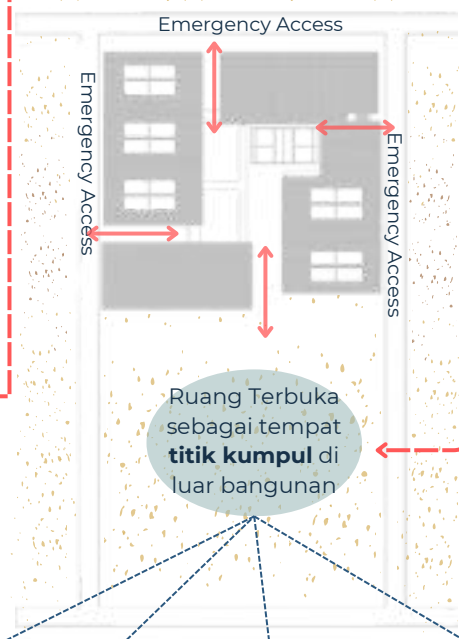 Emergency Access
Emergency Access
Emergency Access
Ruang Terbuka
sebagai tempat
titik kumpul di
luar bangunan